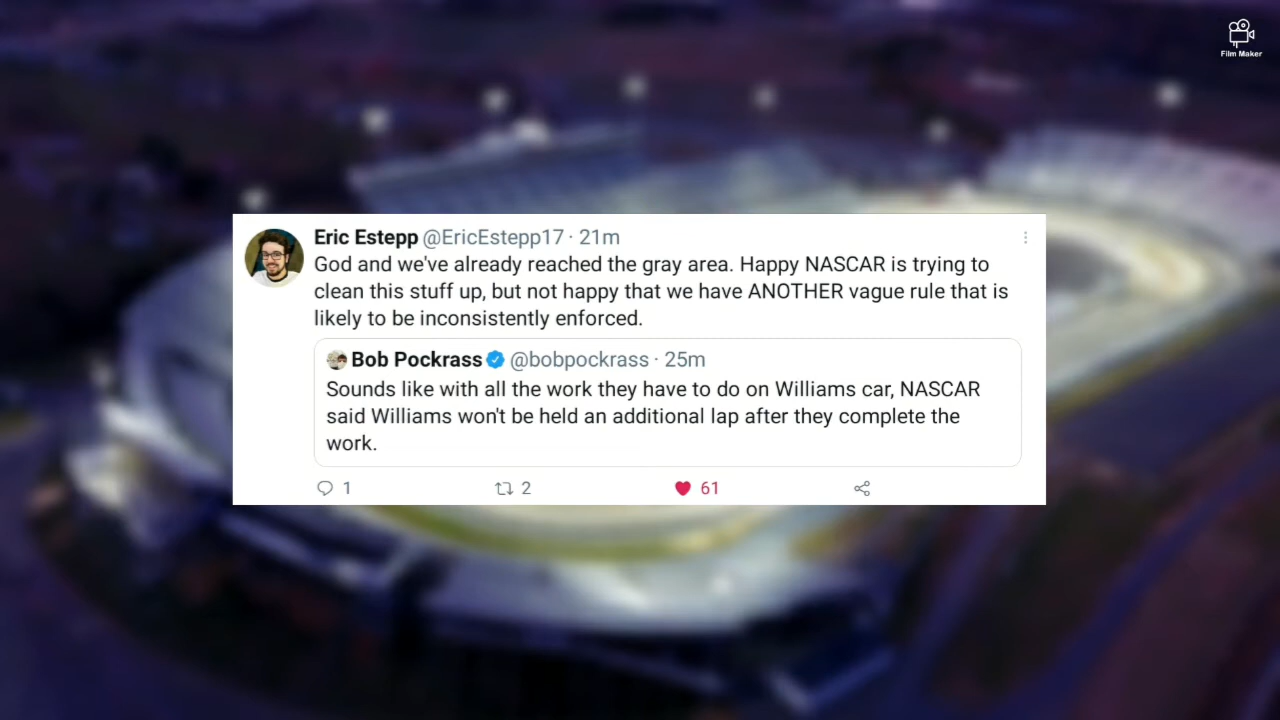 Film Maker
Eric Estepp @EricEstepp17 · 21m
God and we've already reached the gray area. Happy NASCAR is trying to
clean this stuff up, but not happy that we have ANOTHER vague rule that is
likely to be inconsistently enforced.
Bob Pockrass @bobpockrass · 25m
Sounds like with all the work they have to do on Williams car, NASCAR
said Williams won't be held an additional lap after they complete the
work.
1 2 61